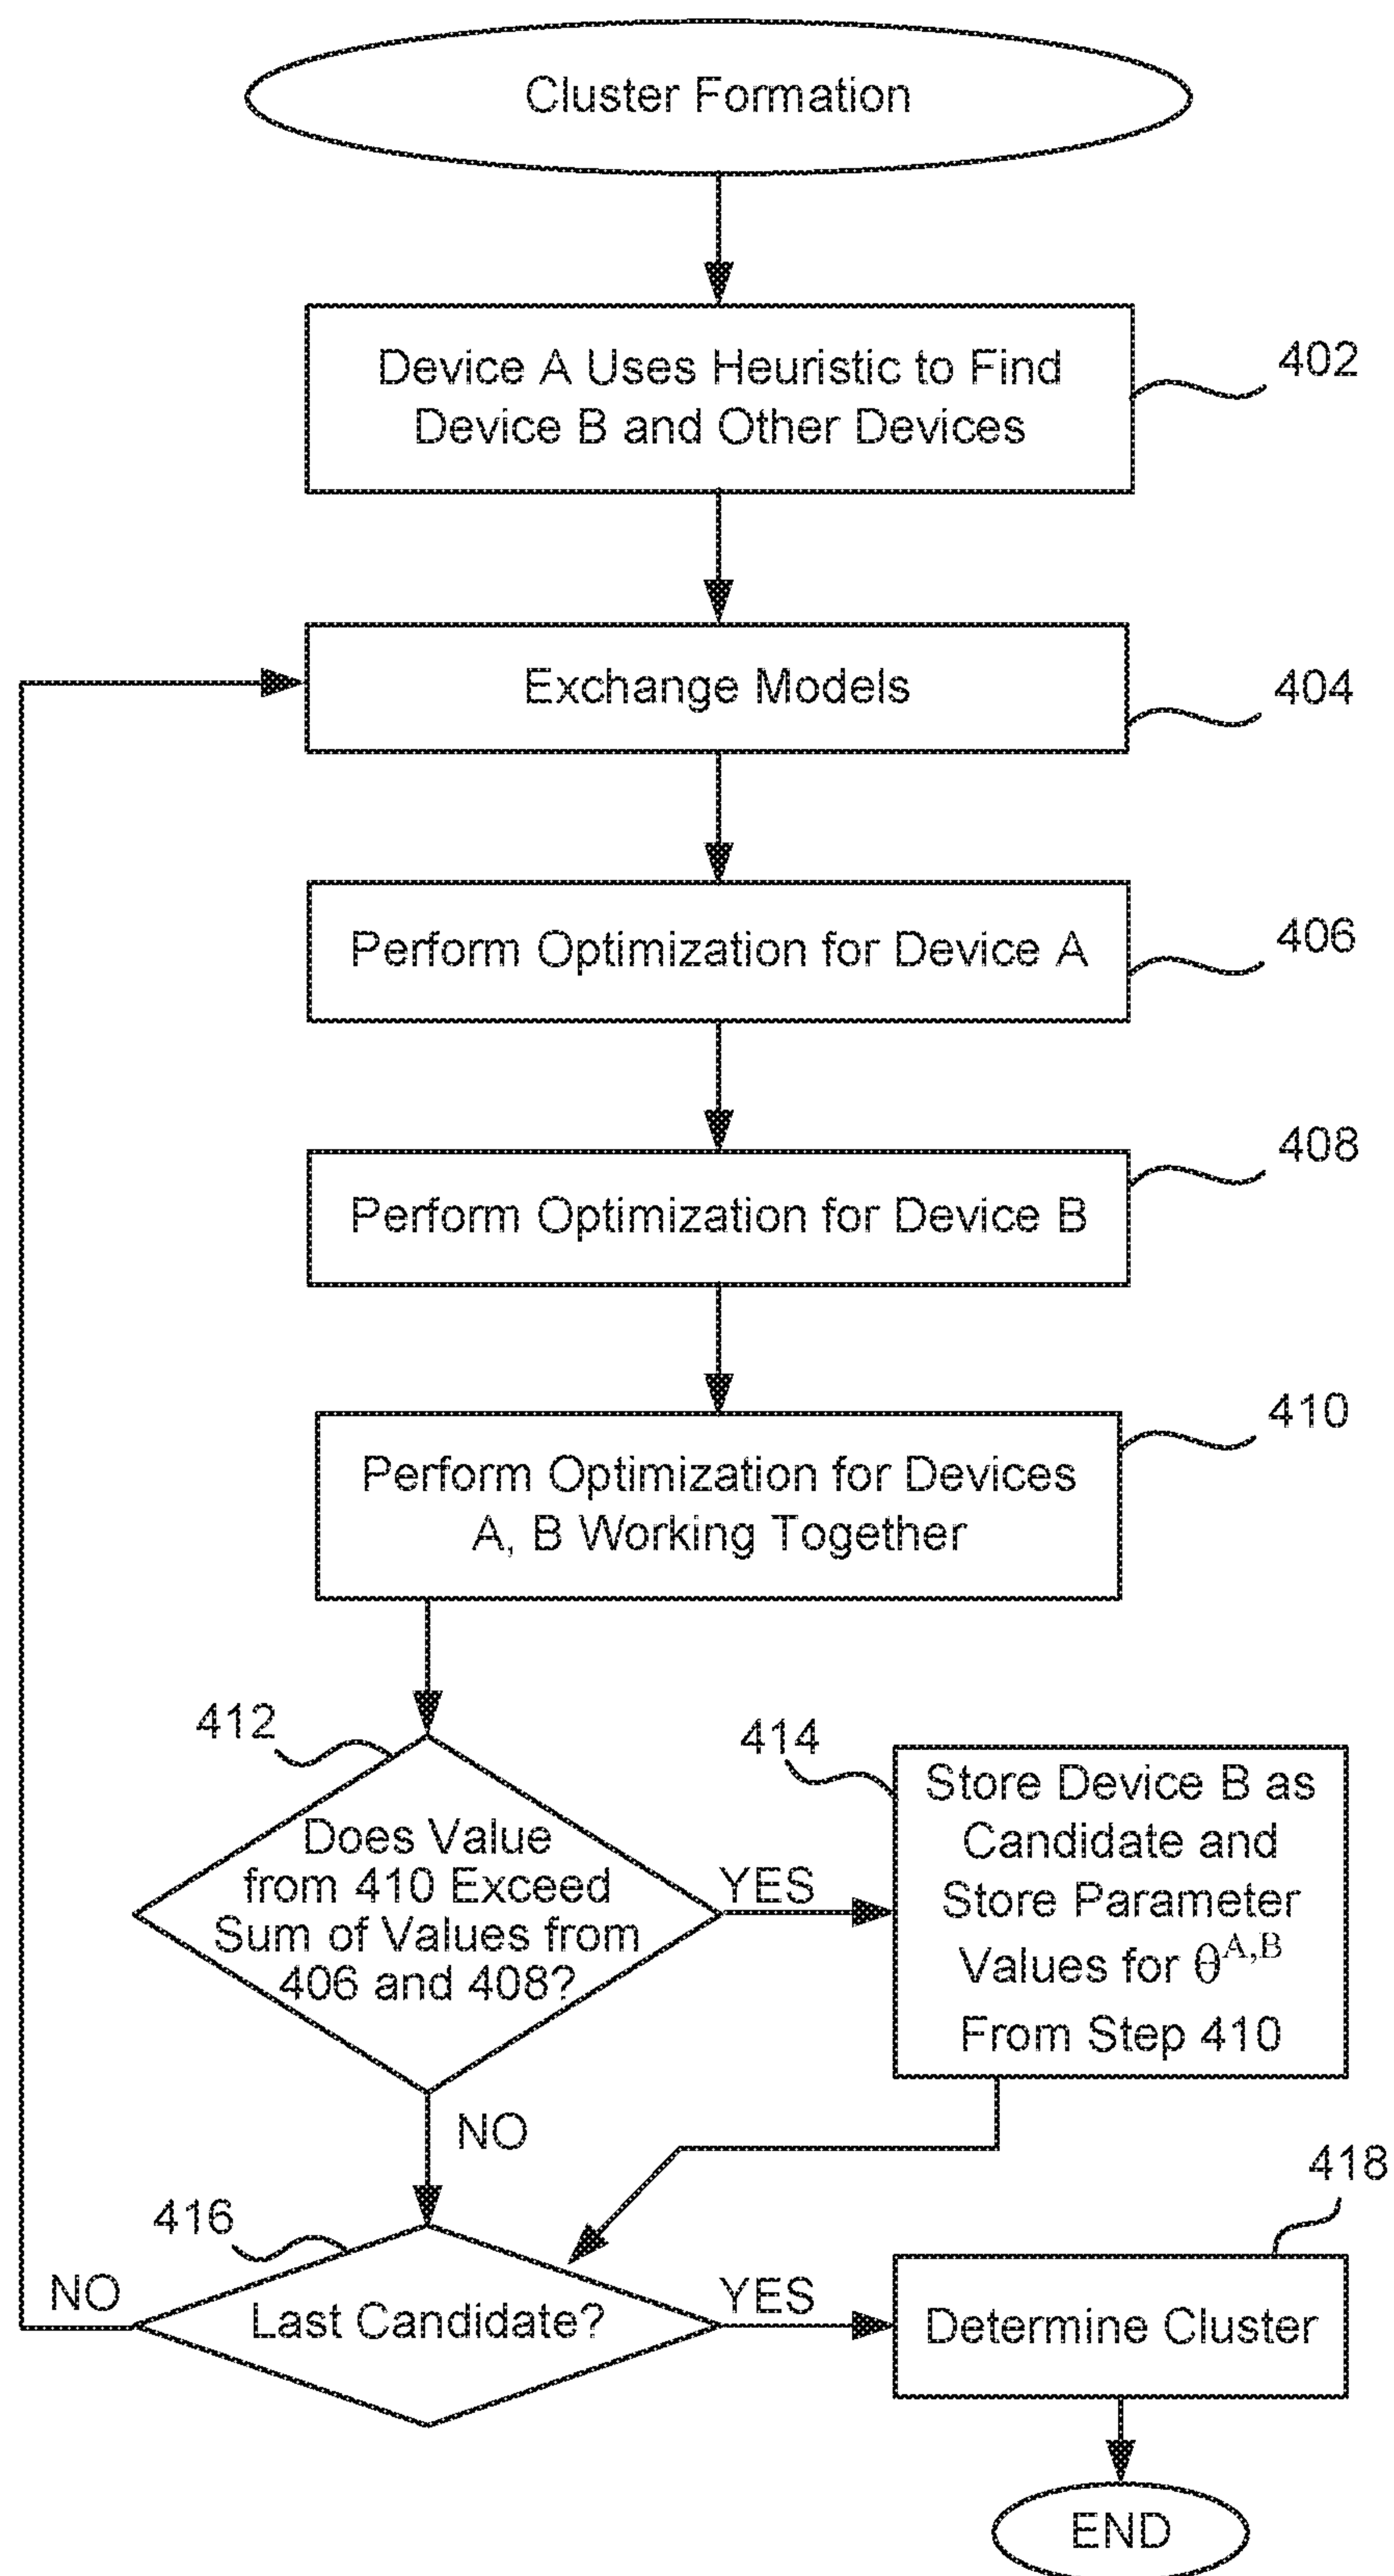 Cluster Formation
Device A Uses Heuristic to Find
Device B and Other Devices
402
Exchange Models
404
Perform Optimization for Device A
406
Perform Optimization for Device B
408
Perform Optimization for Devices
A, B Working Together
410
412
Does Value
from 410 Exceed
Sum of Values from
406 and 408?
YES
NO
414
Store Device B as
Candidate and
Store Parameter
Values for θ^A,B
From Step 410
416
Last Candidate?
NO
YES
418
Determine Cluster
END